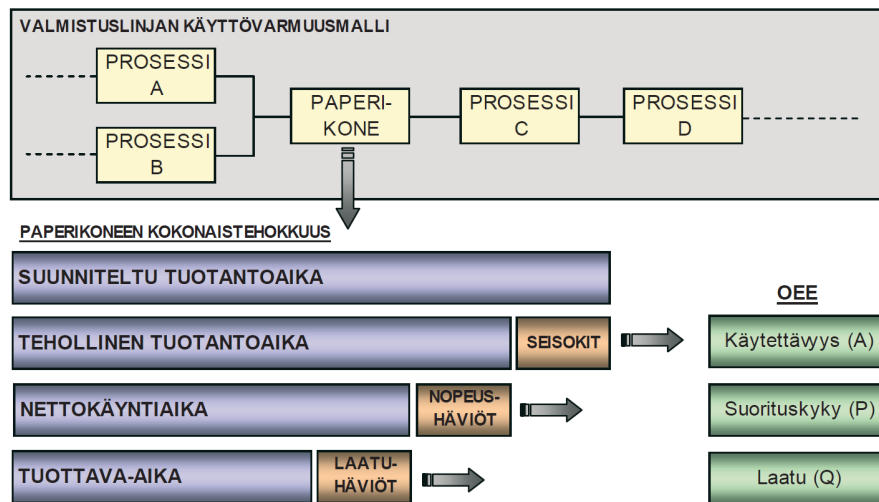 VALMISTUSLINJAN KÄYTTÖVARMUUSMALLI
PROSESSI
A
PROSESSI
B
PAPERI-
KONE
PROSESSI
C
PROSESSI
D
PAPERIKONEEN KOKONAISTEHOKKUUS
SUUNNITELTU TUOTANTOAIKA
OEE
TEHOLLINEN TUOTANTOAIKA
SEISOKIT
Käytettävyys (A)
NETTOKÄYNTIAIKA
NOPEUS-
HÄVIÖT
Suorituskyky (P)
TUOTTAVA-AIKA
LAATU-
HÄVIÖT
Laatu (Q)